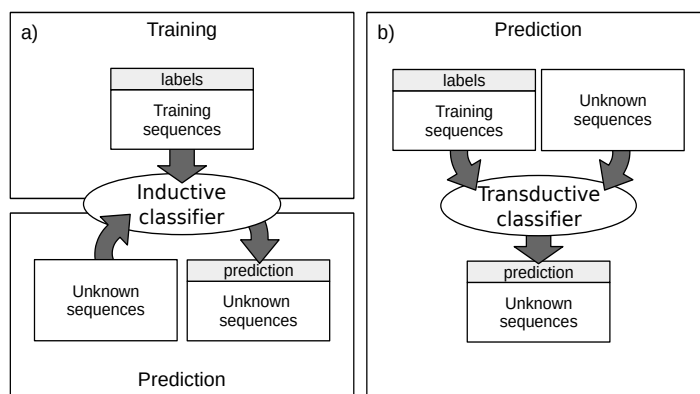 a)
Training
labels
Training
sequences
Inductive
classifier
Unknown
sequences
prediction
Unknown
sequences
Prediction
b)
Prediction
labels
Training
sequences
Unknown
sequences
Transductive
classifier
prediction
Unknown
sequences